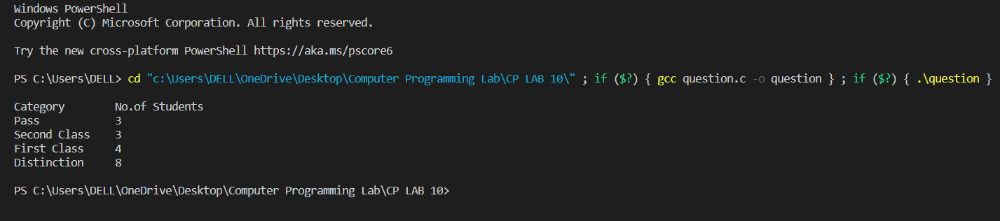 Windows PowerShell
Copyright (C) Microsoft Corporation. All rights reserved.
Try the new cross-platform PowerShell https://aka.ms/pscore6
PS C:\Users\DELL> cd "c:\Users\DELL\OneDrive\Desktop\Computer Programming Lab\CP LAB 10\" ; if ($?) { gcc question.c -o question } ; if ($?) { .\question }
Category        No.of Students
Pass            3
Second Class    3
First Class     4
Distinction     8
PS C:\Users\DELL\OneDrive\Desktop\Computer Programming Lab\CP LAB 10>